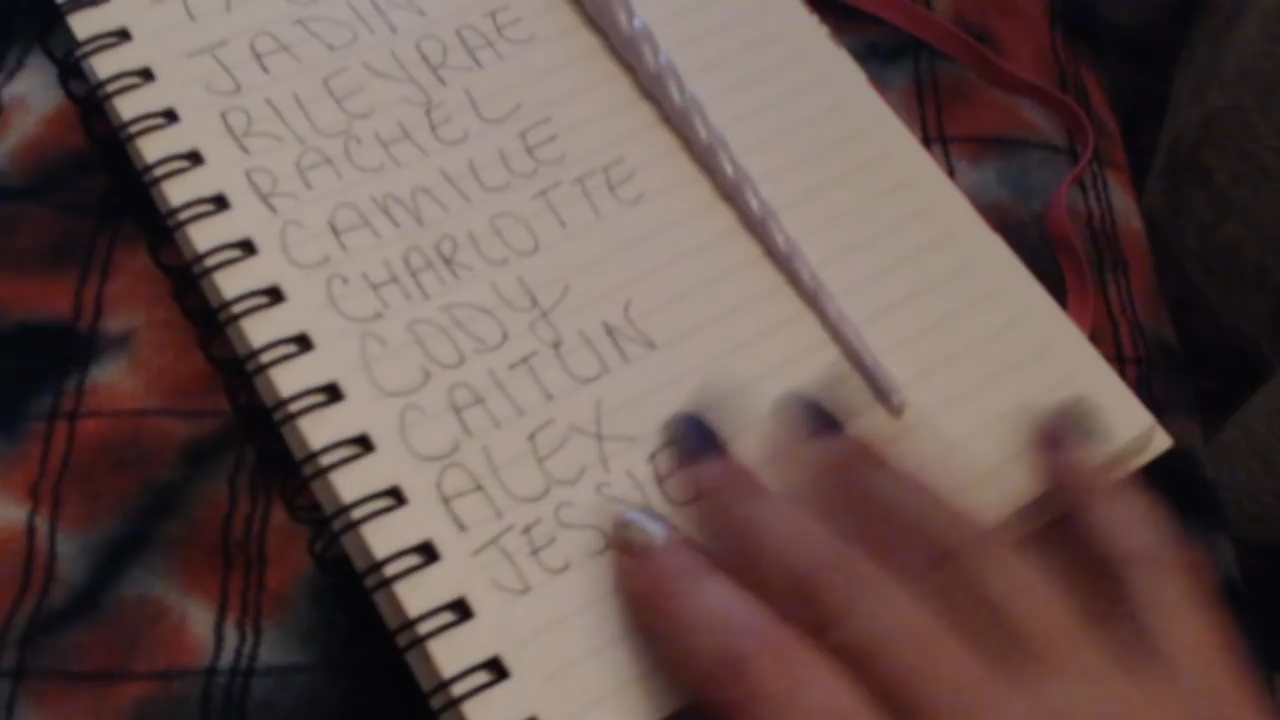 JADIN
RILEYRAE
RACHEL
CAMILLE
CHARLOTTE
CODY
CAITLIN
ALEX